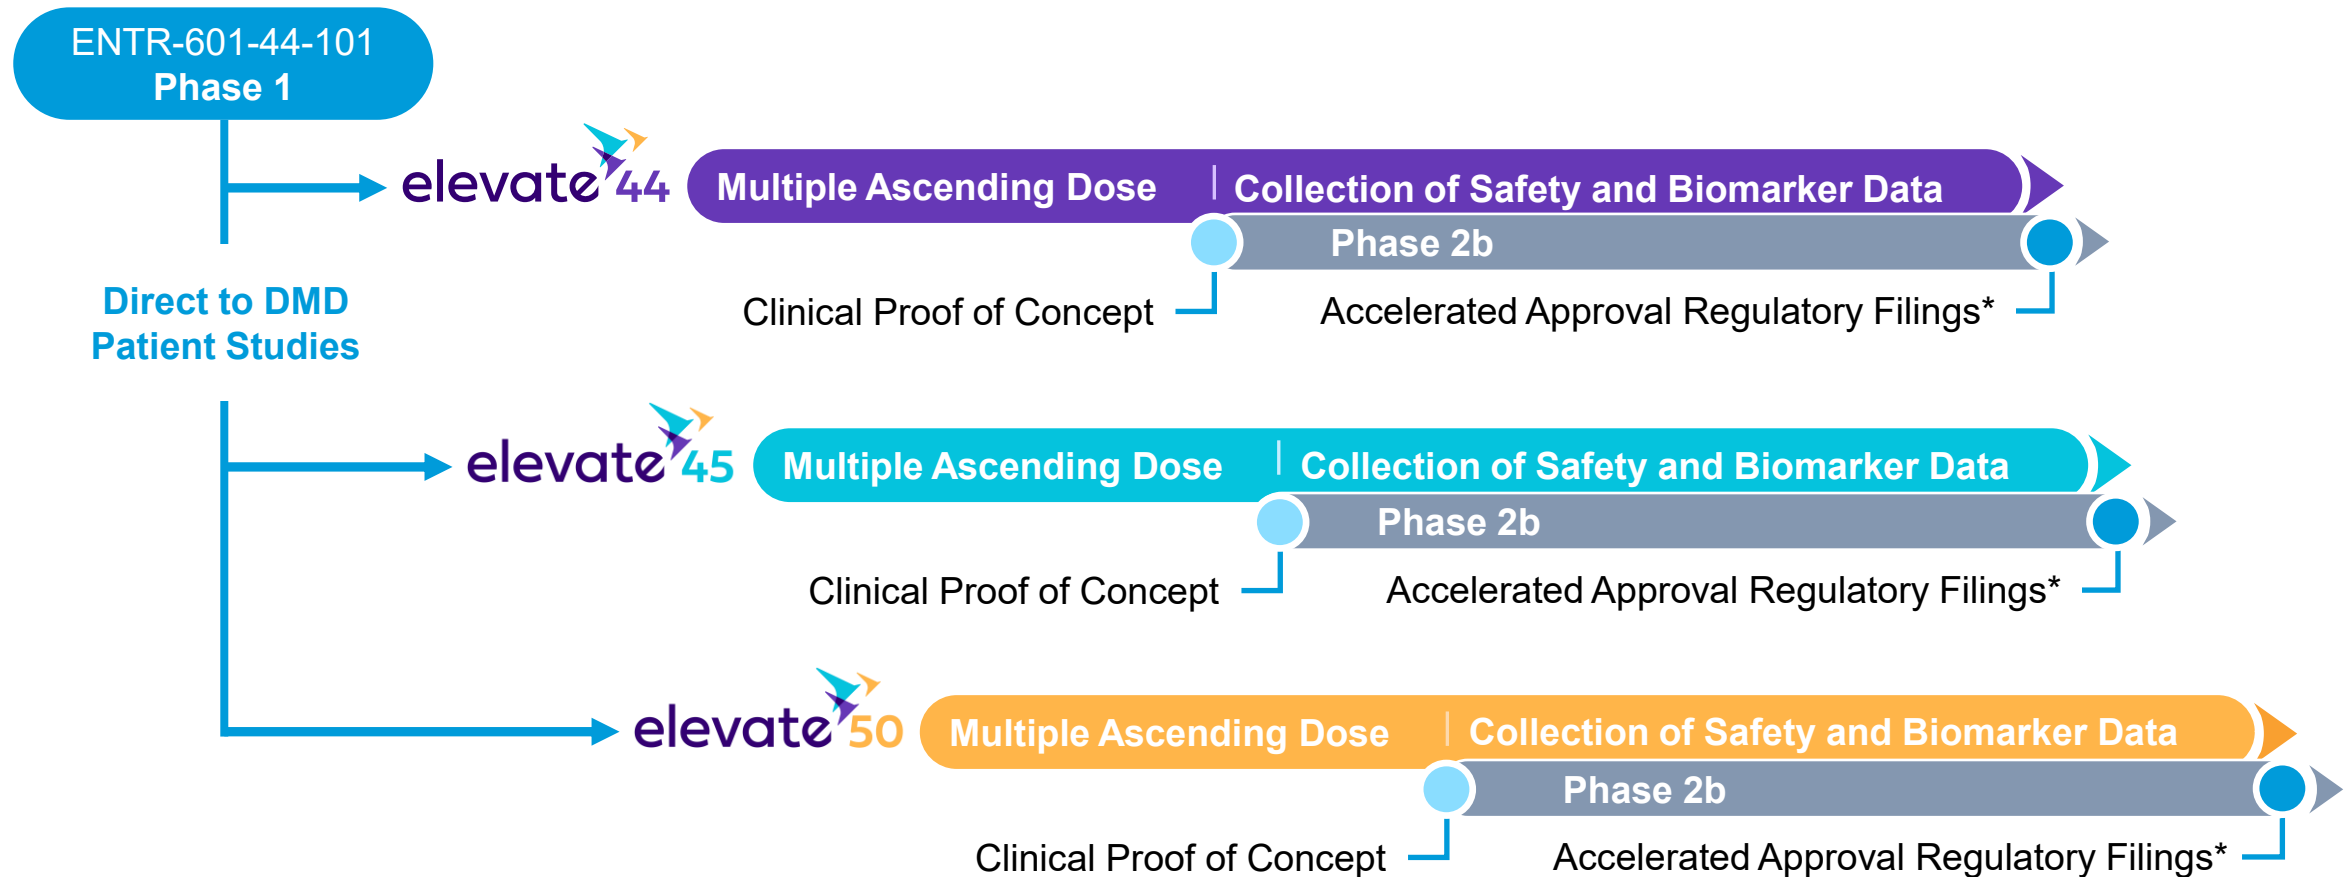 ENTR-601-44-101
Phase 1
elevate 44
Multiple Ascending Dose
Collection of Safety and Biomarker Data
Phase 2b
Clinical Proof of Concept
Accelerated Approval Regulatory Filings*
Direct to DMD
Patient Studies
elevate 45
Multiple Ascending Dose
Collection of Safety and Biomarker Data
Phase 2b
Clinical Proof of Concept
Accelerated Approval Regulatory Filings*
elevate 50
Multiple Ascending Dose
Collection of Safety and Biomarker Data
Phase 2b
Clinical Proof of Concept
Accelerated Approval Regulatory Filings*